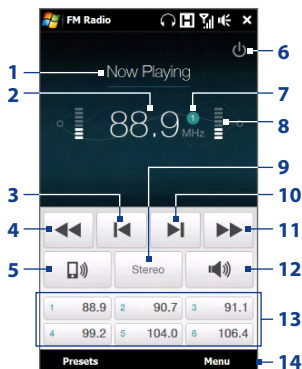 FM Radio
H
6
1
Now Playing
2
7
88.9
1
MHz
8
9
3
10
4
11
5
Stereo
12
1 88.9 2 90.7 3 91.1
13
4 99.2 5 104.0 6 106.4
Presets Menu
14